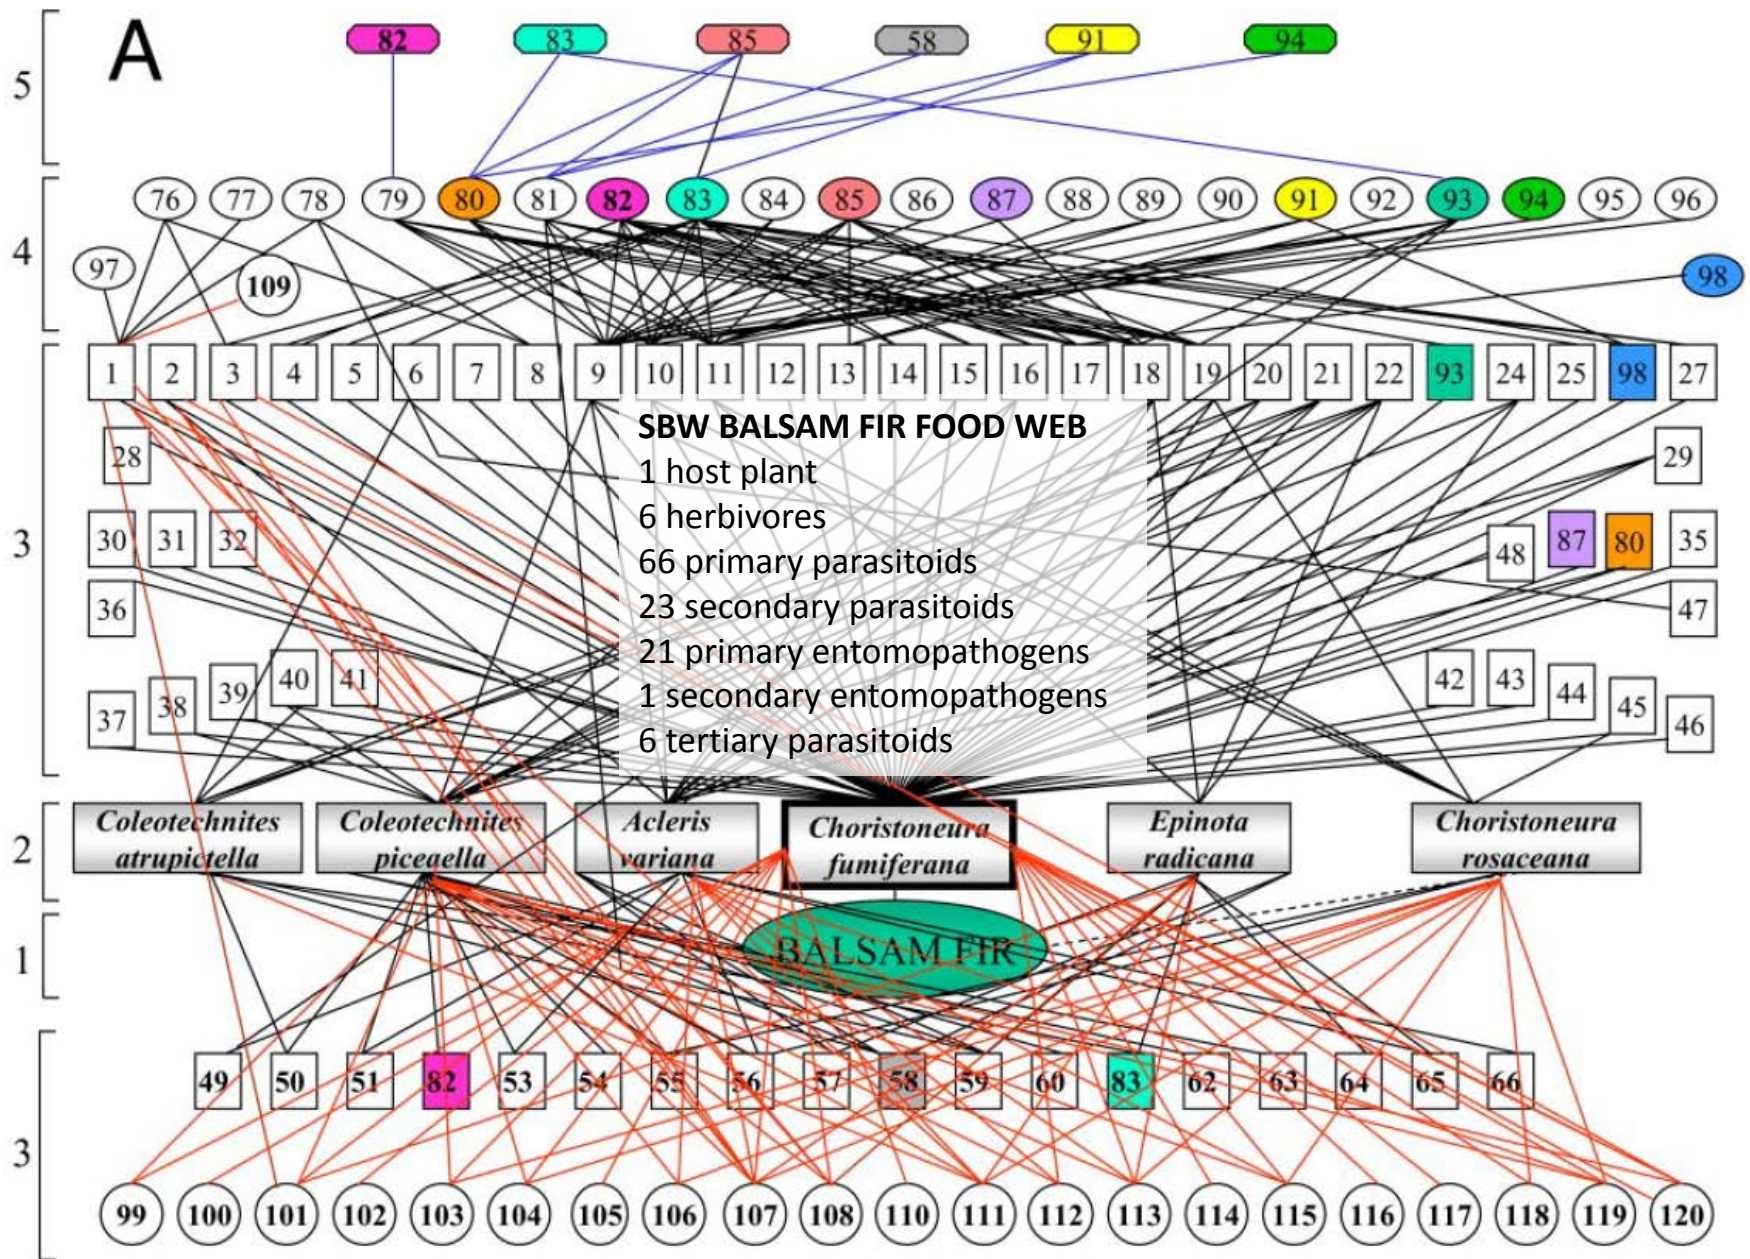 A
5
82 83 85 58 91 94
4
76 77 78 79 80 81 82 83 84 85 86 87 88 89 90 91 92 93 94 95 96
97 109 98
3
1 2 3 4 5 6 7 8 9 10 11 12 13 14 15 16 17 18 19 20 21 22 93 24 25 98 27
28 29
30 31 32 48 87 80 35
36 47
37 38 39 40 41 42 43 44 45 46
SBW BALSAM FIR FOOD WEB
1 host plant
6 herbivores
66 primary parasitoids
23 secondary parasitoids
21 primary entomopathogens
1 secondary entomopathogens
6 tertiary parasitoids
2
Coleotechnites
atrupictella
Coleotechnites
piceaella
Acleris
variana
Choristoneura
fumiferana
Epinota
radicana
Choristoneura
rosaceana
1
BALSAM FIR
3
49 50 51 82 53 54 55 56 57 58 59 60 83 62 63 64 65 66
99 100 101 102 103 104 105 106 107 108 110 111 112 113 114 115 116 117 118 119 120